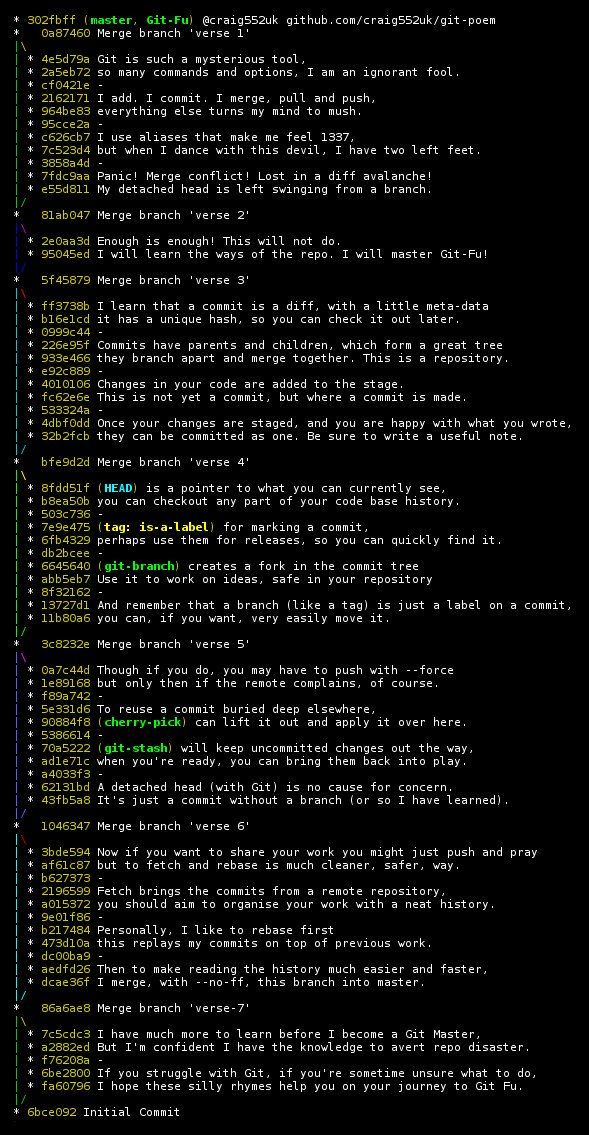 * 302fbff (master, Git-Fu) @craig552uk github.com/craig552uk/git-poem
*   0a87460 Merge branch 'verse 1'
|\
| * 4e5d79a Git is such a mysterious tool,
| * 2a5eb72 so many commands and options, I am an ignorant fool.
| * cf0421e -
| * 2162171 I add. I commit. I merge, pull and push,
| * 964be83 everything else turns my mind to mush.
| * 95cce2a -
| * c626cb7 I use aliases that make me feel 1337,
| * 7c523d4 but when I dance with this devil, I have two left feet.
| * 3858a4d -
| * 7fdc9aa Panic! Merge conflict! Lost in a diff avalanche!
| * e55d811 My detached head is left swinging from a branch.
|/
*   81ab047 Merge branch 'verse 2'
|\
| * 2e0aa3d Enough is enough! This will not do.
| * 95045ed I will learn the ways of the repo. I will master Git-Fu!
|/
*   5f45879 Merge branch 'verse 3'
|\
| * ff3738b I learn that a commit is a diff, with a little meta-data
| * b16e1cd it has a unique hash, so you can check it out later.
| * 0999c44 -
| * 226e95f Commits have parents and children, which form a great tree
| * 933e466 they branch apart and merge together. This is a repository.
| * e92c889 -
| * 4010106 Changes in your code are added to the stage.
| * fc62e6e This is not yet a commit, but where a commit is made.
| * 533324a -
| * 4dbf0dd Once your changes are staged, and you are happy with what you wrote,
| * 32b2fcb they can be committed as one. Be sure to write a useful note.
|/
*   bfe9d2d Merge branch 'verse 4'
|\
| * 8fdd51f (HEAD) is a pointer to what you can currently see,
| * b8ea50b you can checkout any part of your code base history.
| * 503c736 -
| * 7e9e475 (tag: is-a-label) for marking a commit,
| * 6fb4329 perhaps use them for releases, so you can quickly find it.
| * db2bcee -
| * 6645640 (git-branch) creates a fork in the commit tree
| * abb5eb7 Use it to work on ideas, safe in your repository
| * 8f32162 -
| * 13727d1 And remember that a branch (like a tag) is just a label on a commit,
| * 11b80a6 you can, if you want, very easily move it.
|/
*   3c8232e Merge branch 'verse 5'
|\
| * 0a7c44d Though if you do, you may have to push with --force
| * 1e89168 but only then if the remote complains, of course.
| * f89a742 -
| * 5e331d6 To reuse a commit buried deep elsewhere,
| * 90884f8 (cherry-pick) can lift it out and apply it over here.
| * 5386614 -
| * 70a5222 (git-stash) will keep uncommitted changes out the way,
| * ad1e71c when you're ready, you can bring them back into play.
| * a4033f3 -
| * 62131bd A detached head (with Git) is no cause for concern.
| * 43fb5a8 It's just a commit without a branch (or so I have learned).
|/
*   1046347 Merge branch 'verse 6'
|\
| * 3bde594 Now if you want to share your work you might just push and pray
| * af61c87 but to fetch and rebase is much cleaner, safer, way.
| * b627373 -
| * 2196599 Fetch brings the commits from a remote repository,
| * a015372 you should aim to organise your work with a neat history.
| * 9e01f86 -
| * b217484 Personally, I like to rebase first
| * 473d10a this replays my commits on top of previous work.
| * dc00ba9 -
| * aedfd26 Then to make reading the history much easier and faster,
| * dcae36f I merge, with --no-ff, this branch into master.
|/
*   86a6ae8 Merge branch 'verse-7'
|\
| * 7c5cdc3 I have much more to learn before I become a Git Master,
| * a2882ed But I'm confident I have the knowledge to avert repo disaster.
| * f76208a -
| * 6be2800 If you struggle with Git, if you're sometime unsure what to do,
| * fa60796 I hope these silly rhymes help you on your journey to Git Fu.
|/
* 6bce092 Initial Commit